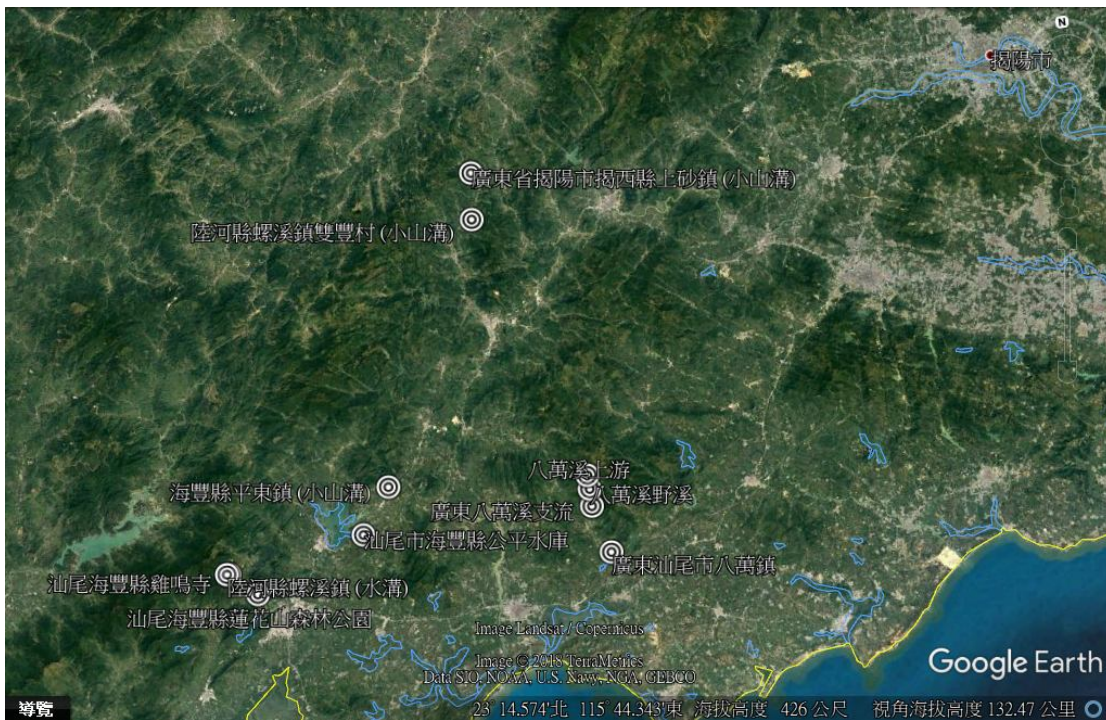 N
揭陽市
廣東省揭陽市揭西縣上砂鎮 (小山溝)
陸河縣螺溪鎮雙豐村 (小山溝)
八萬溪上游
海豐縣平東鎮 (小山溝)
八萬溪野溪
廣東八萬溪支流
汕尾市海豐縣公平水庫
廣東汕尾市八萬鎮
汕尾海豐縣雞鳴寺
陸河縣螺溪鎮 (水溝)
汕尾海豐縣蓮花山森林公園
Image Landsat / Copernicus
Image © 2018 TerraMetrics
Data SIO, NOAA, U.S. Navy, NGA, GEBCO
Google Earth
導覽
23°14.574'北 115°44.343'東 海拔高度 426 公尺 視角海拔高度 132.47 公里